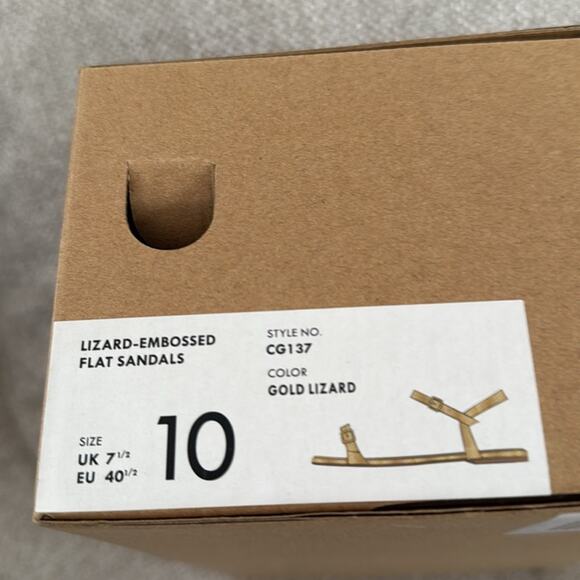 LIZARD-EMBOSSED
FLAT SANDALS
STYLE NO.
CG137
COLOR
GOLD LIZARD
SIZE
UK 7 1/2
EU 40 1/2
10